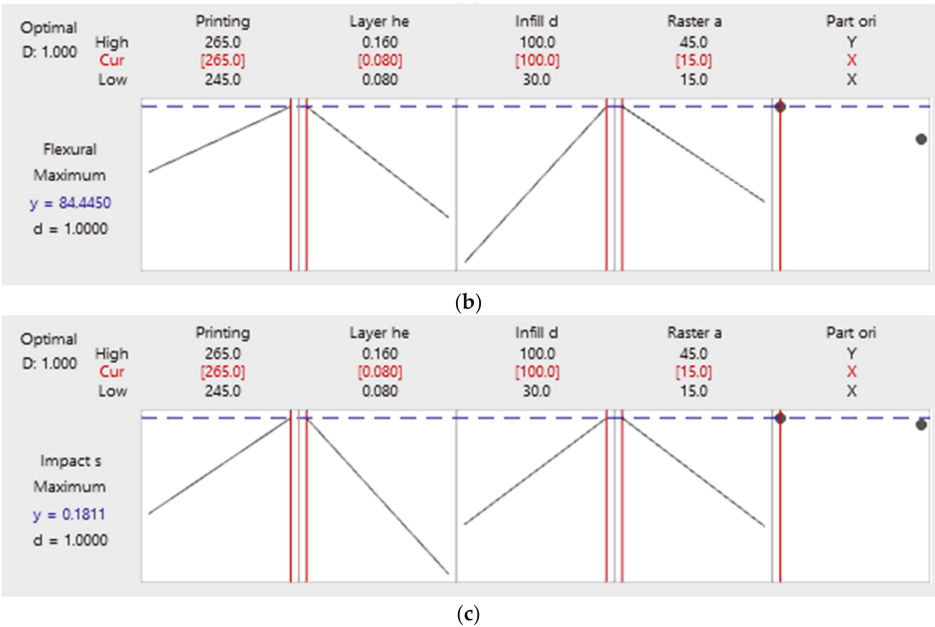 Optimal
D: 1.000
Printing Layer he Infill d Raster a Part ori
High 265.0 0.160 100.0 45.0 Y
Cur [265.0] [0.080] [100.0] [15.0] X
Low 245.0 0.080 30.0 15.0 X
Flexural
Maximum
y = 84.4450
d = 1.0000
(b)
Optimal
D: 1.000
Printing Layer he Infill d Raster a Part ori
High 265.0 0.160 100.0 45.0 Y
Cur [265.0] [0.080] [100.0] [15.0] X
Low 245.0 0.080 30.0 15.0 X
Impact s
Maximum
y = 0.1811
d = 1.0000
(c)